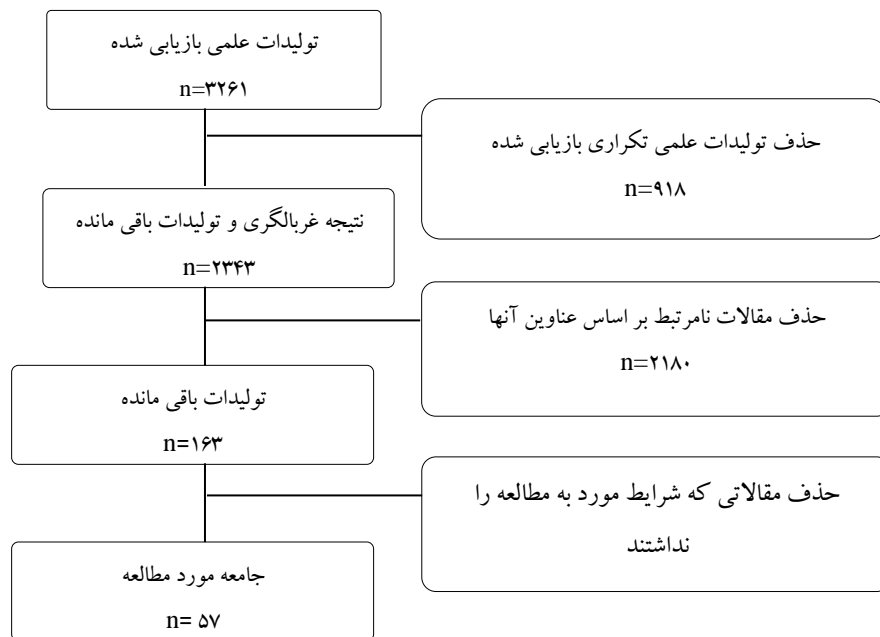 تولیدات علمی بازیابی شده
n=۳۲۶۱
حذف تولیدات علمی تکراری بازیابی شده
n=۹۱۸
نتیجه غربالگری و تولیدات باقی مانده
n=۲۳۴۳
حذف مقالات نامرتبط بر اساس عناوین آنها
n=۲۱۸۰
تولیدات باقی مانده
n=۱۶۳
حذف مقالاتی که شرایط مورد به مطالعه را
نداشتند
جامعه مورد مطالعه
n= ۵۷